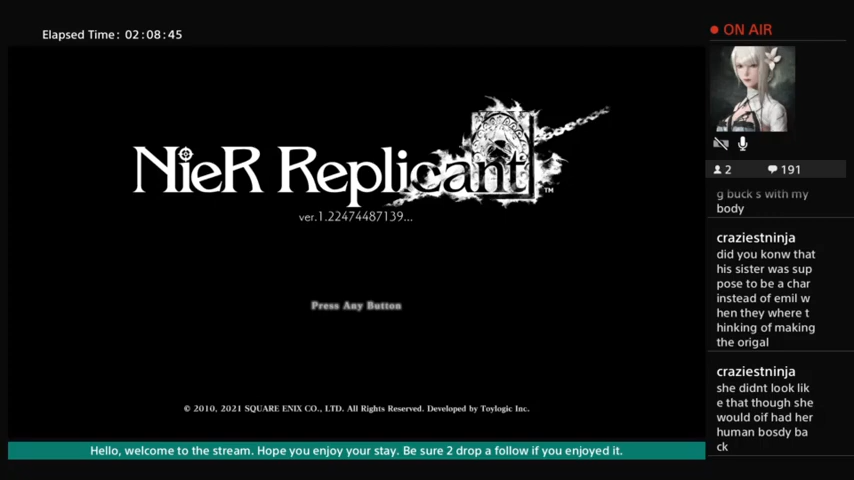 Elapsed Time: 02:08:45
ON AIR
NieR Replicant™
ver.1.22474487139...
Press Any Button
© 2010, 2021 SQUARE ENIX CO., LTD. All Rights Reserved. Developed by Toylogic Inc.
Hello, welcome to the stream. Hope you enjoy your stay. Be sure 2 drop a follow if you enjoyed it.
2 191
g buck s with my
body
craziestninja
did you konw that
his sister was sup
pose to be a char
instead of emil w
hen they where t
hinking of making
the origal
craziestninja
she didnt look lik
e that though she
would oif had her
human bosdy ba
ck